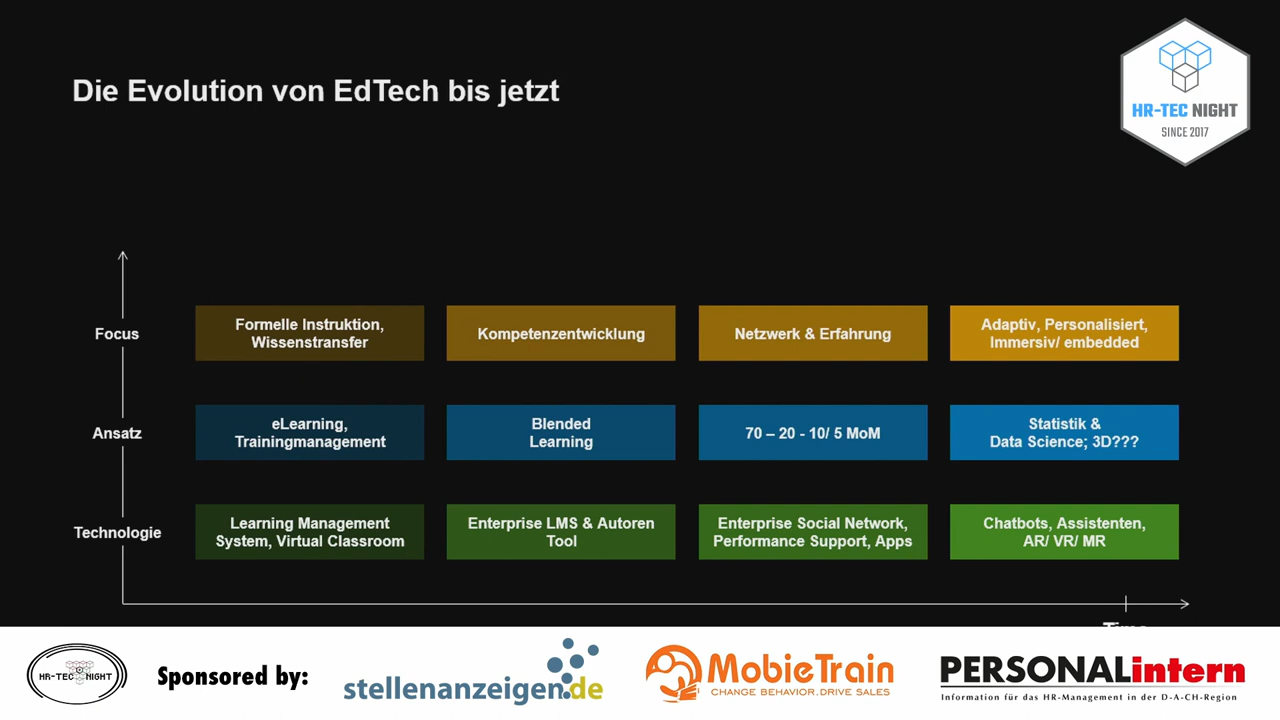 Die Evolution von EdTech bis jetzt
HR-TEC NIGHT
SINCE 2017
Focus
Formelle Instruktion,
Wissenstransfer
Kompetenzentwicklung
Netzwerk & Erfahrung
Adaptiv, Personalisiert,
Immersiv/ embedded
Ansatz
eLearning,
Trainingmanagement
Blended
Learning
70 – 20 - 10/ 5 MoM
Statistik &
Data Science; 3D???
Technologie
Learning Management
System, Virtual Classroom
Enterprise LMS & Autoren
Tool
Enterprise Social Network,
Performance Support, Apps
Chatbots, Assistenten,
AR/ VR/ MR
Time
HR-TEC NIGHT
Sponsored by:
stellenanzeigen.de
MobieTrain
CHANGE BEHAVIOR.DRIVE SALES
PERSONALintern
Information für das HR-Management in der D-A-CH-Region